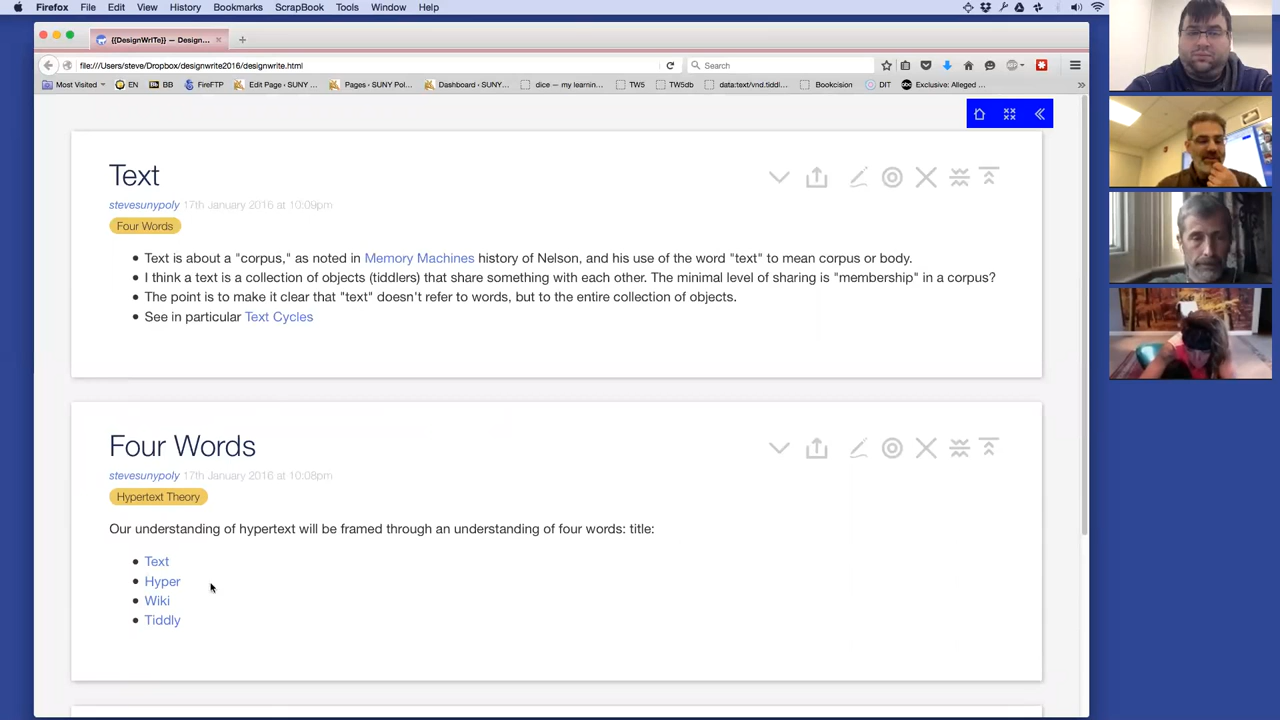 Firefox File Edit View History Bookmarks ScrapBook Tools Window Help
{{DesignWriTe}} — Design...
file:///Users/steve/Dropbox/designwrite2016/designwrite.html
Search
Most Visited EN BB FireFTP Edit Page - SUNY ... Pages - SUNY Pol... Dashboard - SUNY... dice — my learnin... TW5 TW5db data:text/vnd.tiddl... Bookcision DIT Exclusive: Alleged ...
Text
stevesunypoly 17th January 2016 at 10:09pm
Four Words
Text is about a "corpus," as noted in Memory Machines history of Nelson, and his use of the word "text" to mean corpus or body.
I think a text is a collection of objects (tiddlers) that share something with each other. The minimal level of sharing is "membership" in a corpus?
The point is to make it clear that "text" doesn't refer to words, but to the entire collection of objects.
See in particular Text Cycles
Four Words
stevesunypoly 17th January 2016 at 10:08pm
Hypertext Theory
Our understanding of hypertext will be framed through an understanding of four words: title:
Text
Hyper
Wiki
Tiddly